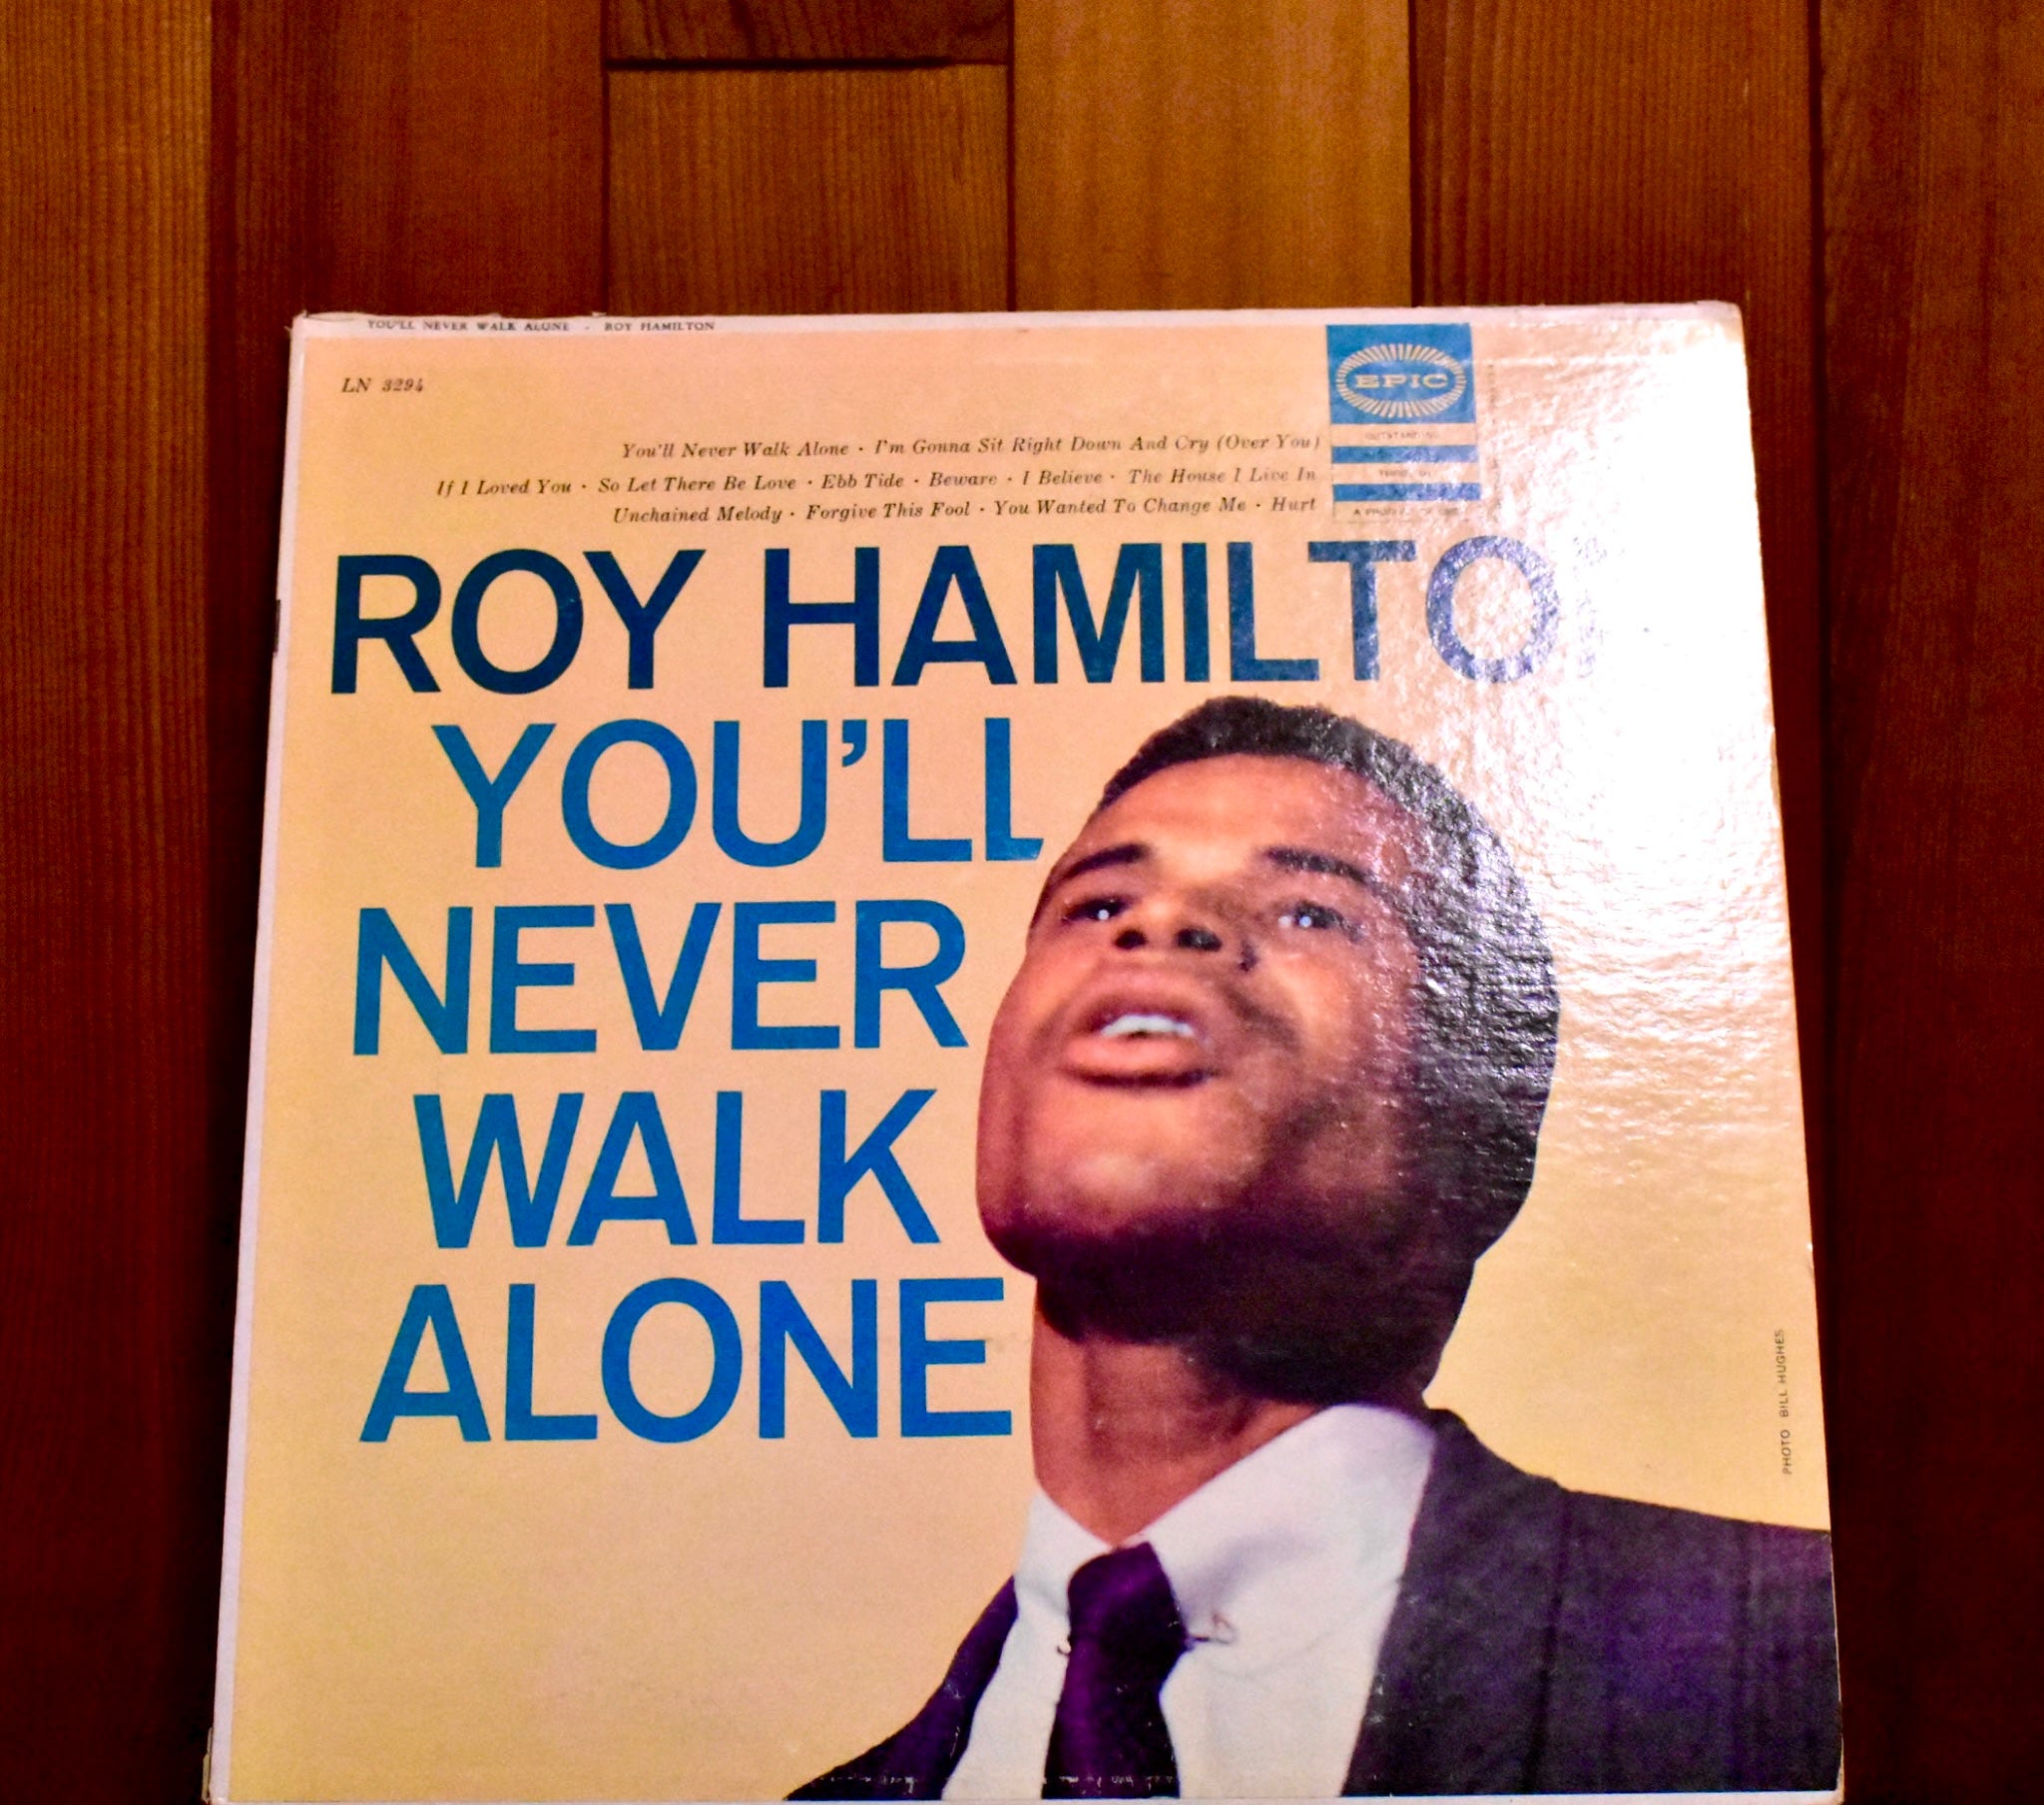 YOU'LL NEVER WALK ALONE - ROY HAMILTON
LN 3294
EPIC
OUTSTANDING
You'll Never Walk Alone · I'm Gonna Sit Right Down And Cry (Over You)
If I Loved You · So Let There Be Love · Ebb Tide · Beware · I Believe · The House I Live In
Unchained Melody · Forgive This Fool · You Wanted To Change Me · Hurt
ROY HAMILTON
YOU'LL
NEVER
WALK
ALONE
PHOTO BILL HUGHES